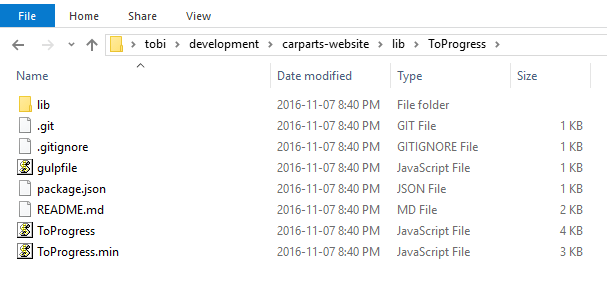 File Home Share View
tobi development carparts-website lib ToProgress
Name Date modified Type Size
lib 2016-11-07 8:40 PM File folder
.git 2016-11-07 8:40 PM GIT File 1 KB
.gitignore 2016-11-07 8:40 PM GITIGNORE File 1 KB
gulpfile 2016-11-07 8:40 PM JavaScript File 1 KB
package.json 2016-11-07 8:40 PM JSON File 1 KB
README.md 2016-11-07 8:40 PM MD File 2 KB
ToProgress 2016-11-07 8:40 PM JavaScript File 4 KB
ToProgress.min 2016-11-07 8:40 PM JavaScript File 3 KB